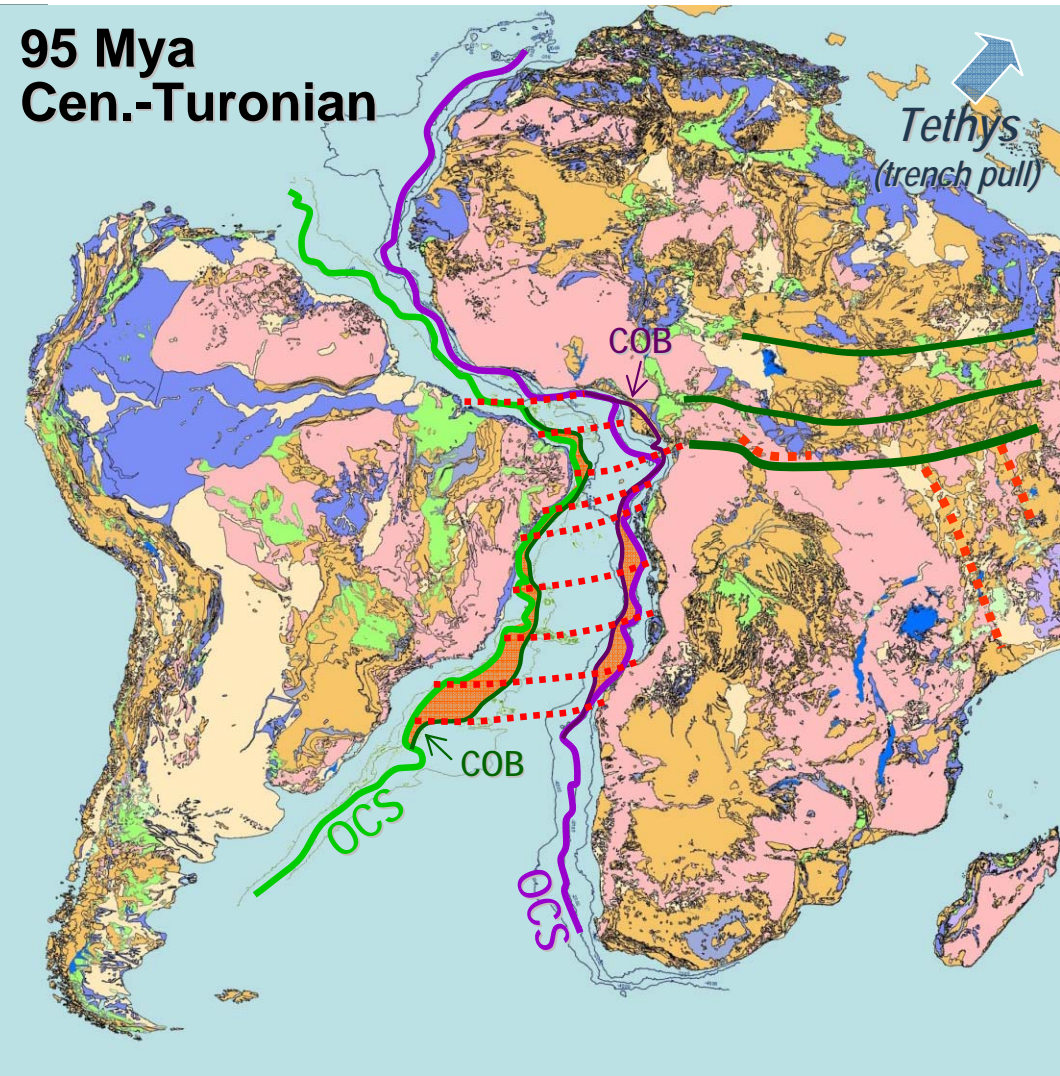 95 Mya
Cen.-Turonian
Tethys
(trench pull)
COB
COB
OCS
OCS